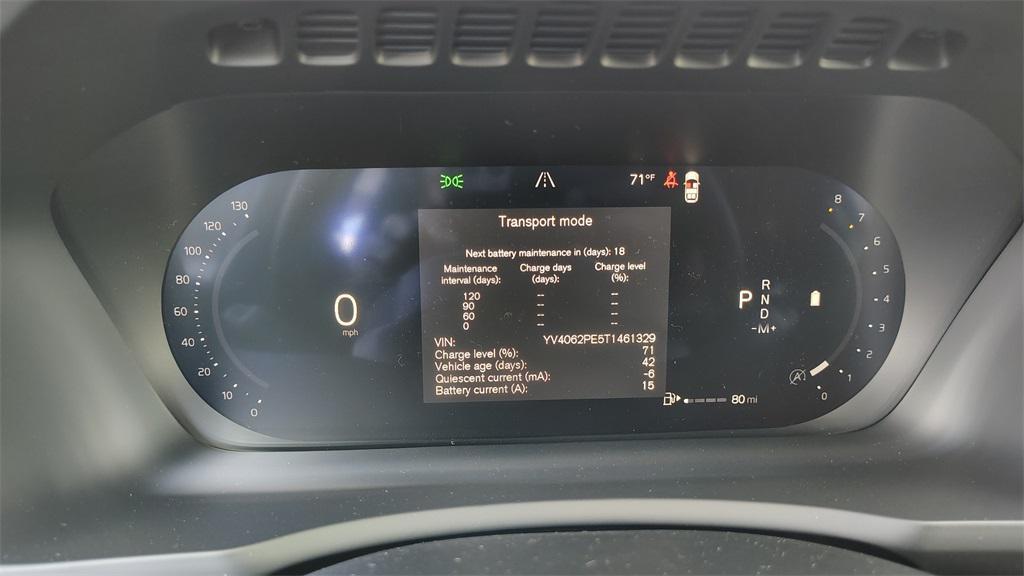 71°F
Transport mode
Next battery maintenance in (days): 18
Maintenance interval (days): Charge days (days): Charge level (%):
120 -- --
90 -- --
60 -- --
0 -- --
VIN: YV4062PE5T1461329
Charge level (%): 71
Vehicle age (days): 42
Quiescent current (mA): -6
Battery current (A): 15
130
120
100
80
60
40
20
10
0
0
mph
P
R
N
D
-M+
8
7
6
5
4
3
2
1
0
A
80 mi